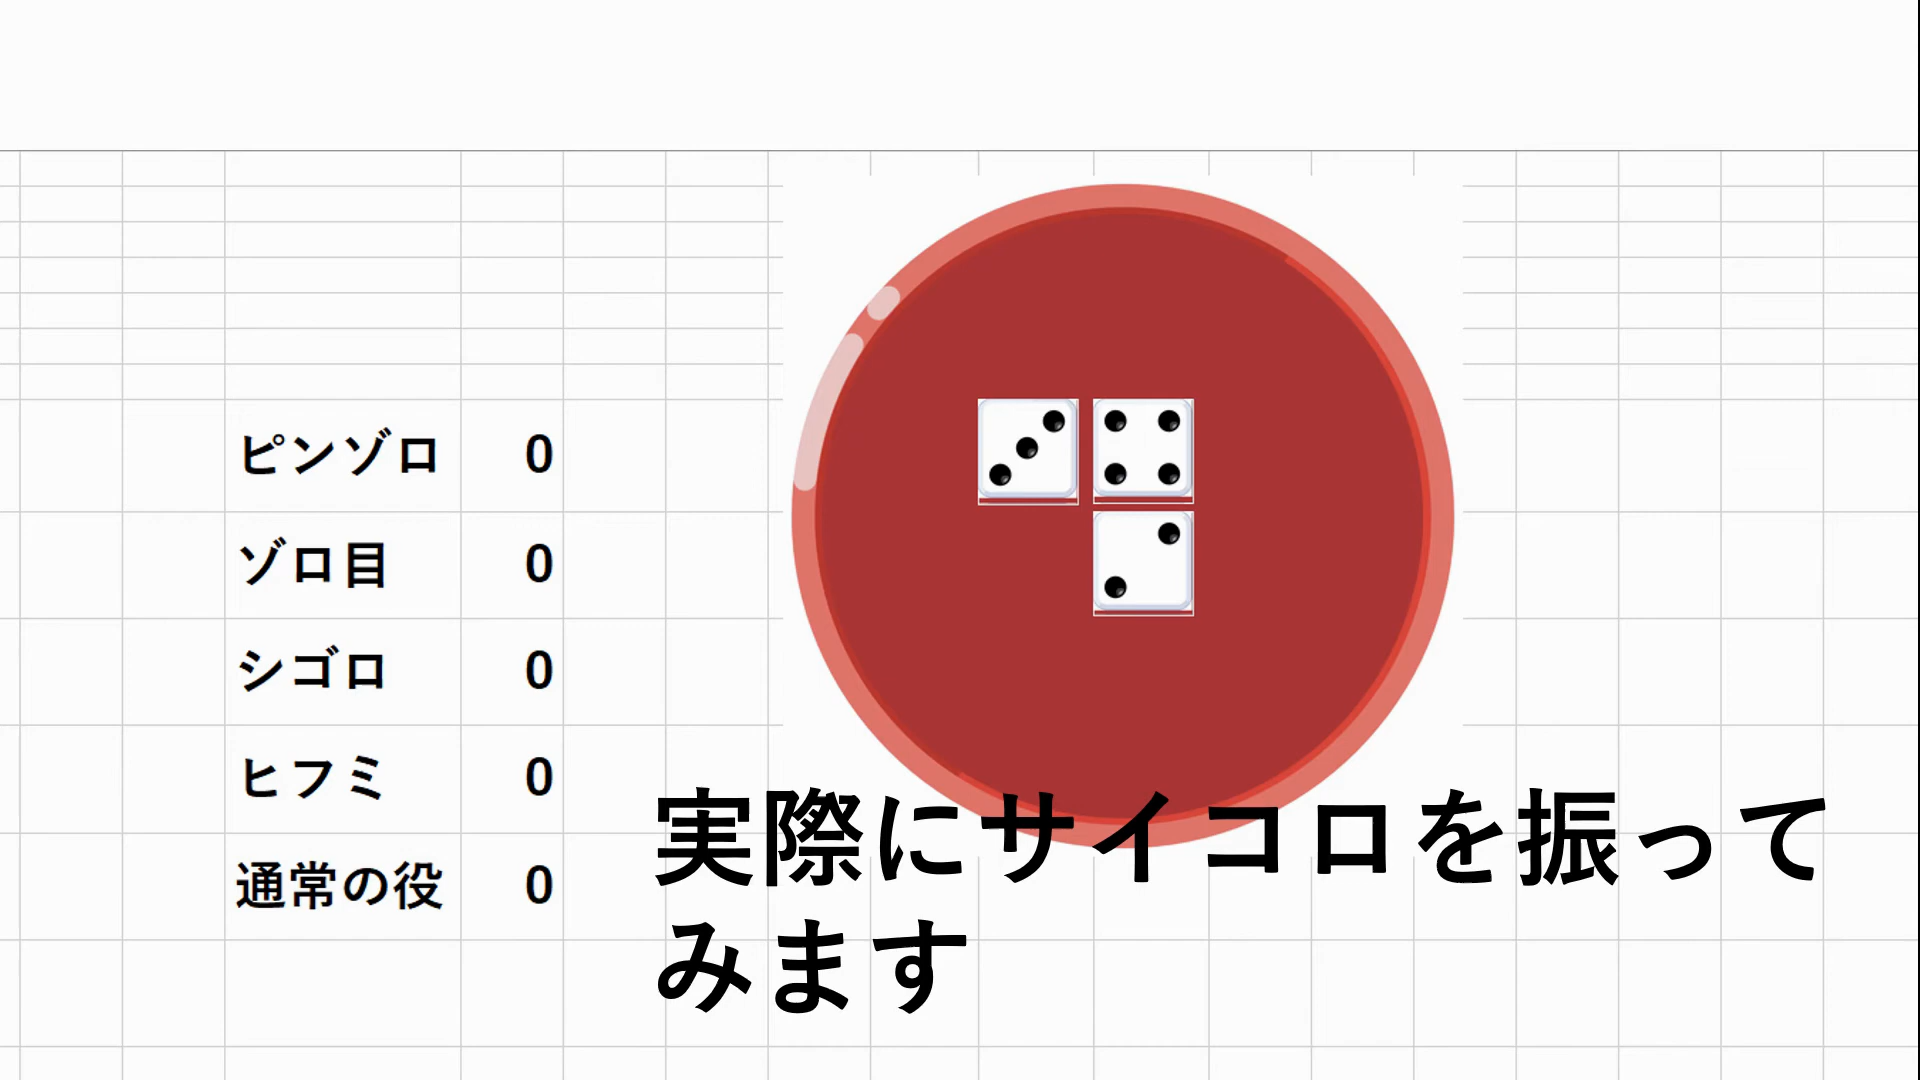 ピンゾロ 0
ゾロ目 0
シゴロ 0
ヒフミ 0
通常の役 0
実際にサイコロを振って
みます